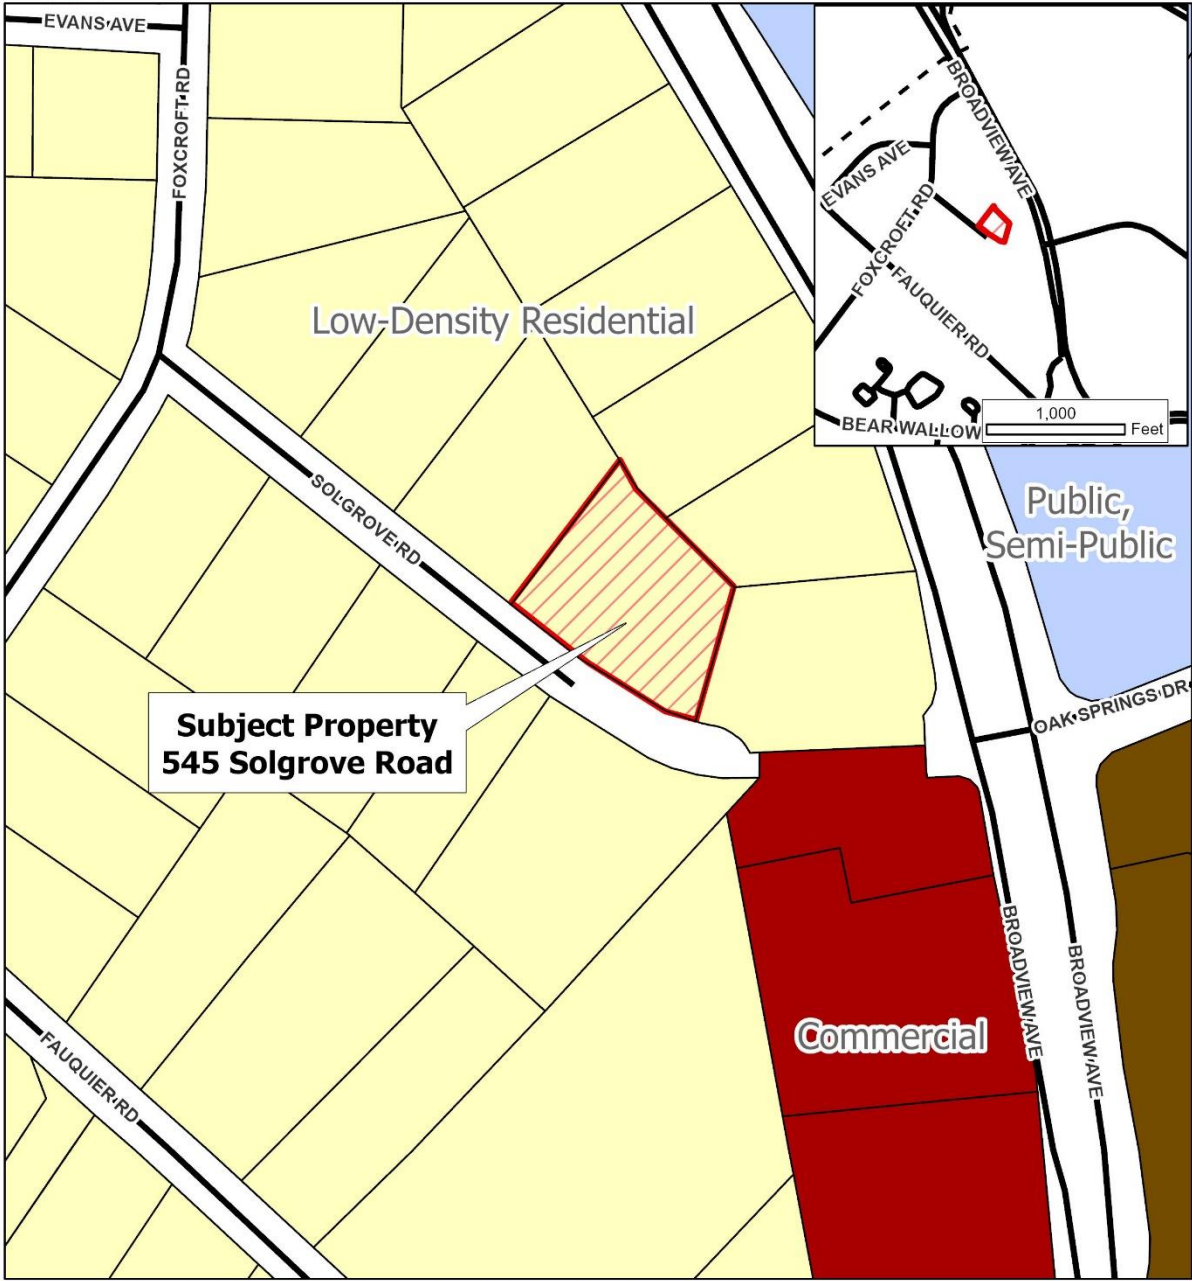 EVANS AVE
FOXCROFT RD
Low-Density Residential
SOLGROVE RD
Subject Property
545 Solgrove Road
FAUQUIER RD
BROADVIEW AVE
EVANS AVE
FOXCROFT RD
FAUQUIER RD
BEAR WALLOW
1,000
Feet
Public,
Semi-Public
OAK SPRINGS DR
Commercial
BROADVIEW AVE
BROADVIEW AVE